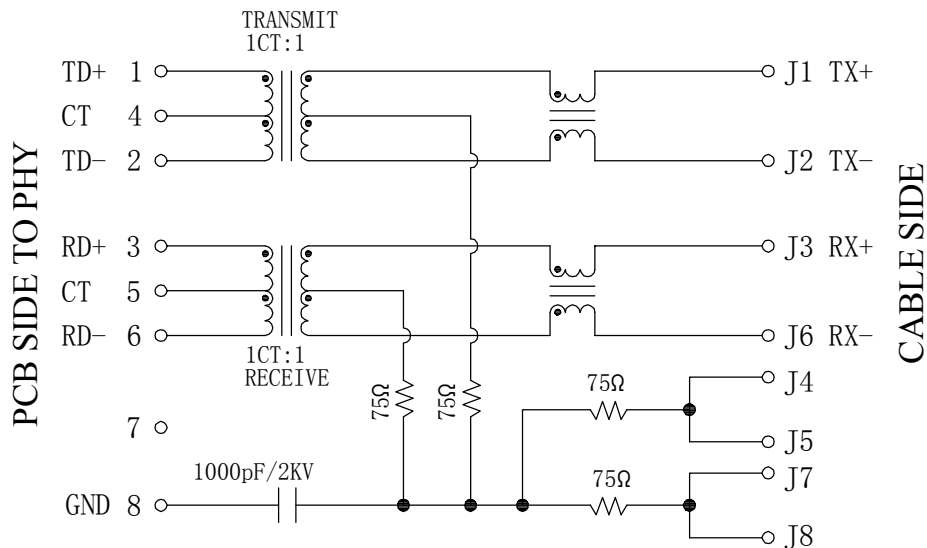 TRANSMIT
1CT:1
TD+ 1
J1 TX+
CT 4
TD- 2
J2 TX-
PCB SIDE TO PHY
CABLE SIDE
RD+ 3
J3 RX+
CT 5
RD- 6
J6 RX-
1CT:1
RECEIVE
75Ω
75Ω
75Ω
J4
J5
7
1000pF/2KV
75Ω
J7
GND 8
J8